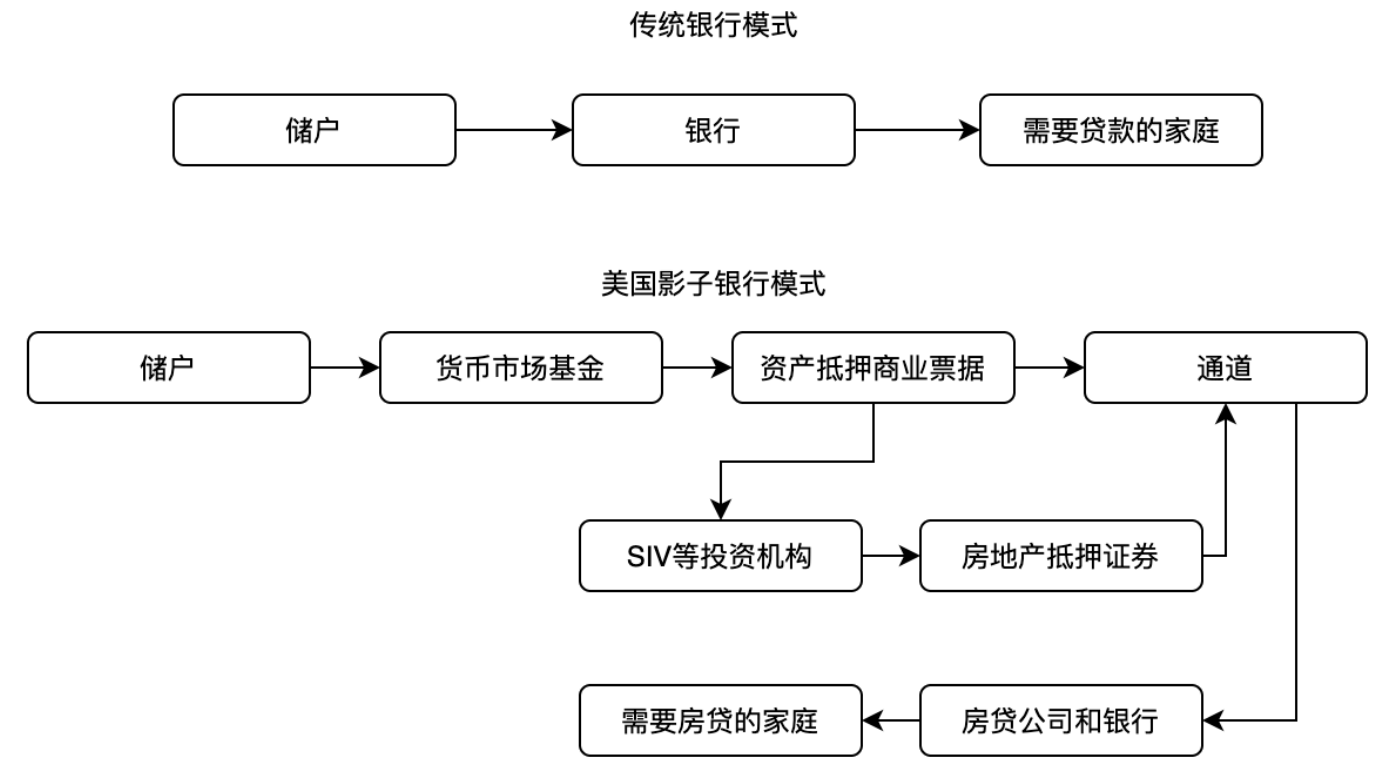 传统银行模式
储户
银行
需要贷款的家庭
美国影子银行模式
储户
货币市场基金
资产抵押商业票据
通道
SIV等投资机构
房地产抵押证券
需要房贷的家庭
房贷公司和银行